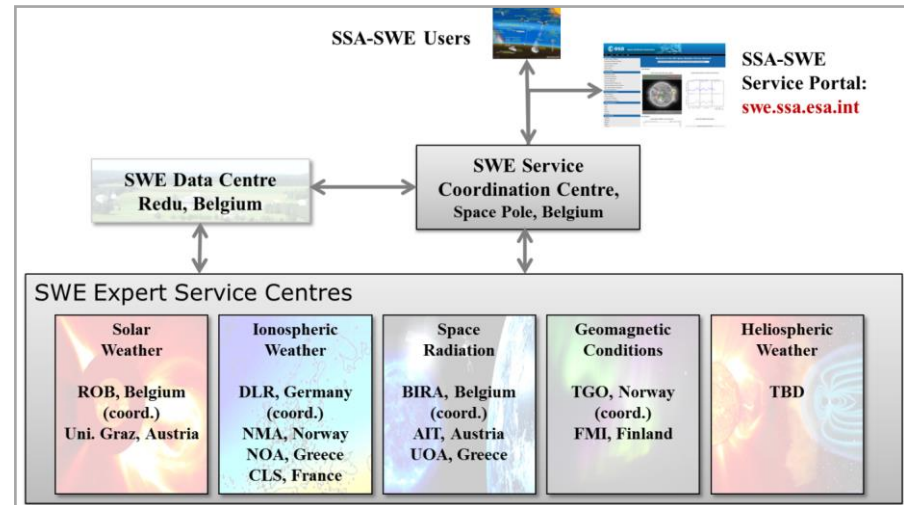 SSA-SWE Users
SSA-SWE
Service Portal:
swe.ssa.esa.int
SWE Data Centre
Redu, Belgium
SWE Service
Coordination Centre,
Space Pole, Belgium
SWE Expert Service Centres
Solar
Weather
ROB, Belgium
(coord.)
Uni. Graz, Austria
Ionospheric
Weather
DLR, Germany
(coord.)
NMA, Norway
NOA, Greece
CLS, France
Space
Radiation
BIRA, Belgium
(coord.)
AIT, Austria
UOA, Greece
Geomagnetic
Conditions
TGO, Norway
(coord.)
FMI, Finland
Heliospheric
Weather
TBD